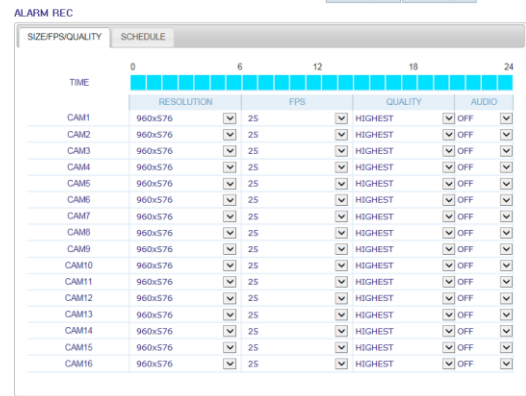 ALARM REC
SIZE/FPS/QUALITY SCHEDULE
0 6 12 18 24
TIME
RESOLUTION FPS QUALITY AUDIO
CAM1 960x576 25 HIGHEST OFF
CAM2 960x576 25 HIGHEST OFF
CAM3 960x576 25 HIGHEST OFF
CAM4 960x576 25 HIGHEST OFF
CAM5 960x576 25 HIGHEST OFF
CAM6 960x576 25 HIGHEST OFF
CAM7 960x576 25 HIGHEST OFF
CAM8 960x576 25 HIGHEST OFF
CAM9 960x576 25 HIGHEST OFF
CAM10 960x576 25 HIGHEST OFF
CAM11 960x576 25 HIGHEST OFF
CAM12 960x576 25 HIGHEST OFF
CAM13 960x576 25 HIGHEST OFF
CAM14 960x576 25 HIGHEST OFF
CAM15 960x576 25 HIGHEST OFF
CAM16 960x576 25 HIGHEST OFF